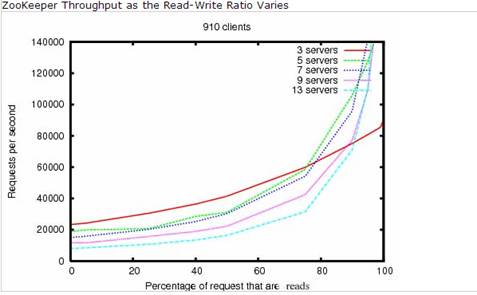 ZooKeeper Throughput as the Read-Write Ratio Varies
910 clients
140000
120000
100000
80000
60000
40000
20000
0
Requests per second
3 servers
5 servers
7 servers
9 servers
13 servers
0 20 40 60 80 100
Percentage of request that are reads